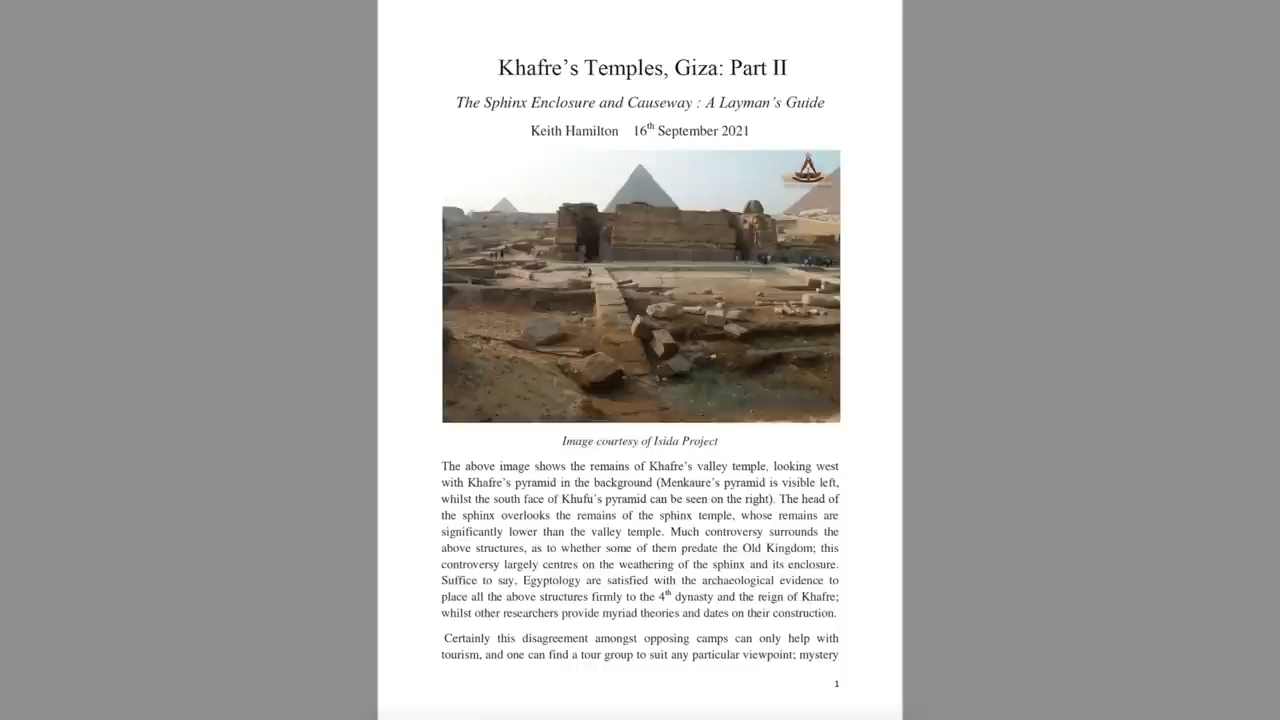 Khafre's Temples, Giza: Part II
The Sphinx Enclosure and Causeway : A Layman's Guide
Keith Hamilton 16th September 2021
Image courtesy of Isida Project
The above image shows the remains of Khafre's valley temple, looking west
with Khafre's pyramid in the background (Menkaure's pyramid is visible left,
whilst the south face of Khufu's pyramid can be seen on the right). The head of
the sphinx overlooks the remains of the sphinx temple, whose remains are
significantly lower than the valley temple. Much controversy surrounds the
above structures, as to whether some of them predate the Old Kingdom; this
controversy largely centres on the weathering of the sphinx and its enclosure.
Suffice to say, Egyptology are satisfied with the archaeological evidence to
place all the above structures firmly to the 4th dynasty and the reign of Khafre;
whilst other researchers provide myriad theories and dates on their construction.
Certainly this disagreement amongst opposing camps can only help with
tourism, and one can find a tour group to suit any particular viewpoint; mystery
1